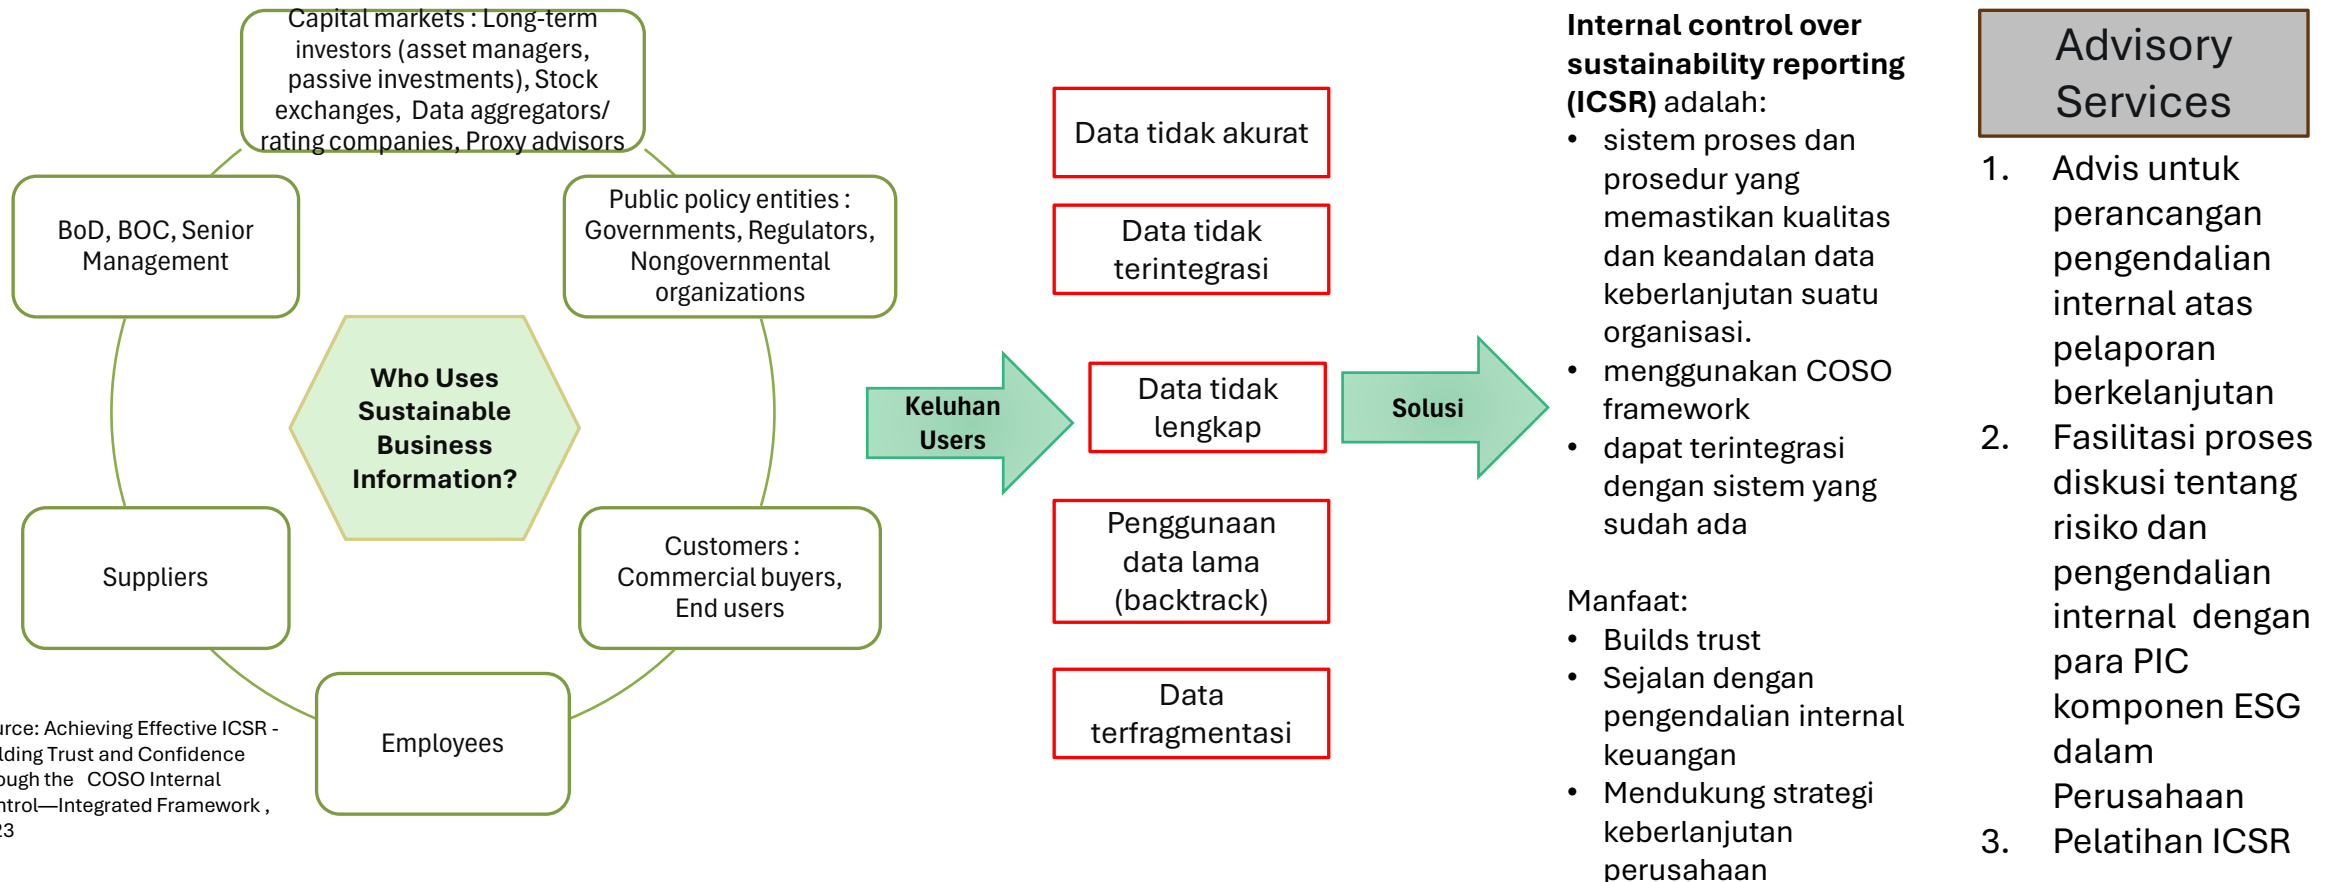 Capital markets : Long-term
investors (asset managers,
passive investments), Stock
exchanges, Data aggregators/
rating companies, Proxy advisors
BoD, BOC, Senior
Management
Public policy entities :
Governments, Regulators,
Nongovernmental
organizations
Who Uses
Sustainable
Business
Information?
Suppliers
Customers :
Commercial buyers,
End users
Employees
urce: Achieving Effective ICSR -
lding Trust and Confidence
ough the COSO Internal
ntrol—Integrated Framework ,
23
Keluhan
Users
Data tidak akurat
Data tidak
terintegrasi
Data tidak
lengkap
Penggunaan
data lama
(backtrack)
Data
terfragmentasi
Solusi
Internal control over
sustainability reporting
(ICSR) adalah:
• sistem proses dan
prosedur yang
memastikan kualitas
dan keandalan data
keberlanjutan suatu
organisasi.
• menggunakan COSO
framework
• dapat terintegrasi
dengan sistem yang
sudah ada
Manfaat:
• Builds trust
• Sejalan dengan
pengendalian internal
keuangan
• Mendukung strategi
keberlanjutan
perusahaan
Advisory
Services
1. Advis untuk
perancangan
pengendalian
internal atas
pelaporan
berkelanjutan
2. Fasilitasi proses
diskusi tentang
risiko dan
pengendalian
internal dengan
para PIC
komponen ESG
dalam
Perusahaan
3. Pelatihan ICSR